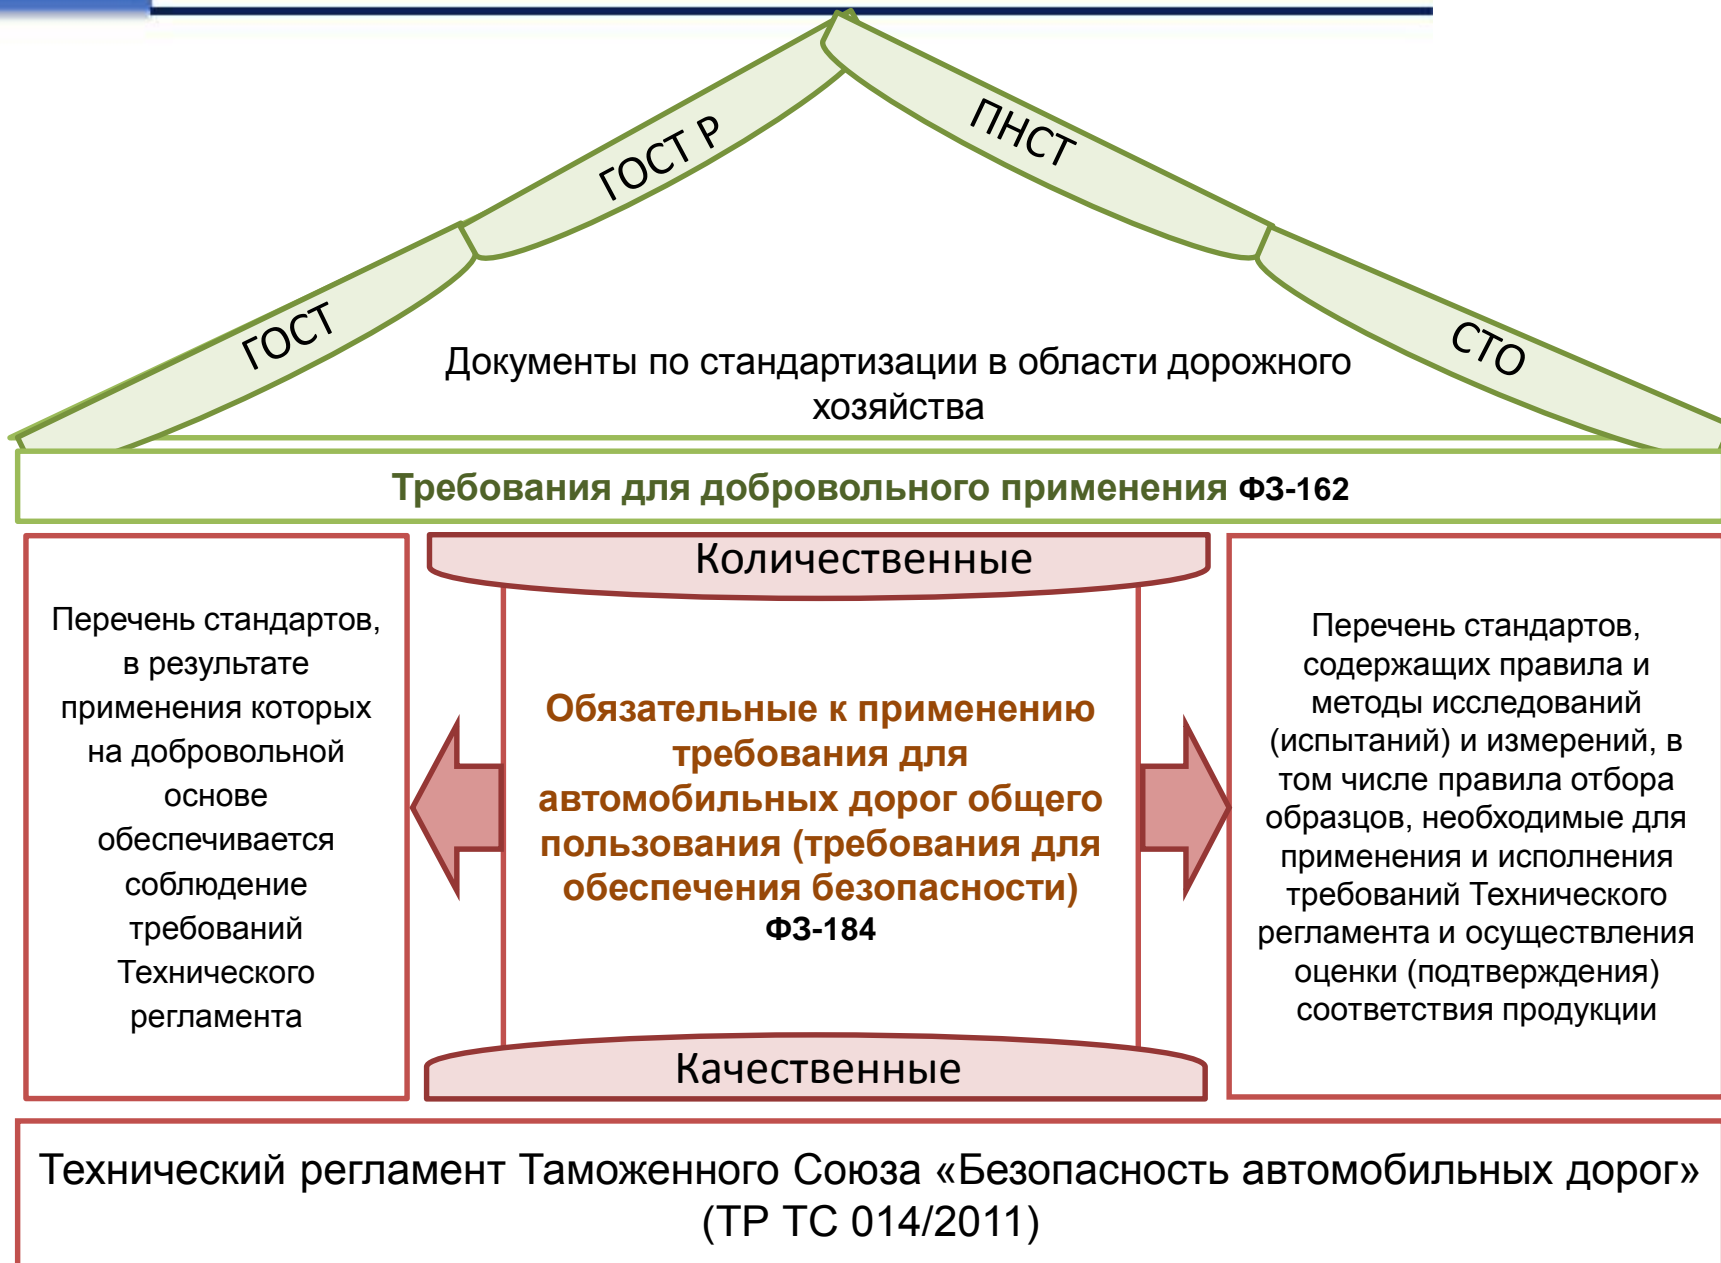 ГОСТ Р
ПНСТ
ГОСТ
СТО
Документы по стандартизации в области дорожного
хозяйства
Требования для добровольного применения ФЗ-162
Количественные
Перечень стандартов,
в результате
применения которых
на добровольной
основе
обеспечивается
соблюдение
требований
Технического
регламента
Обязательные к применению
требования для
автомобильных дорог общего
пользования (требования для
обеспечения безопасности)
ФЗ-184
Перечень стандартов,
содержащих правила и
методы исследований
(испытаний) и измерений, в
том числе правила отбора
образцов, необходимые для
применения и исполнения
требований Технического
регламента и осуществления
оценки (подтверждения)
соответствия продукции
Качественные
Технический регламент Таможенного Союза «Безопасность автомобильных дорог»
(ТР ТС 014/2011)